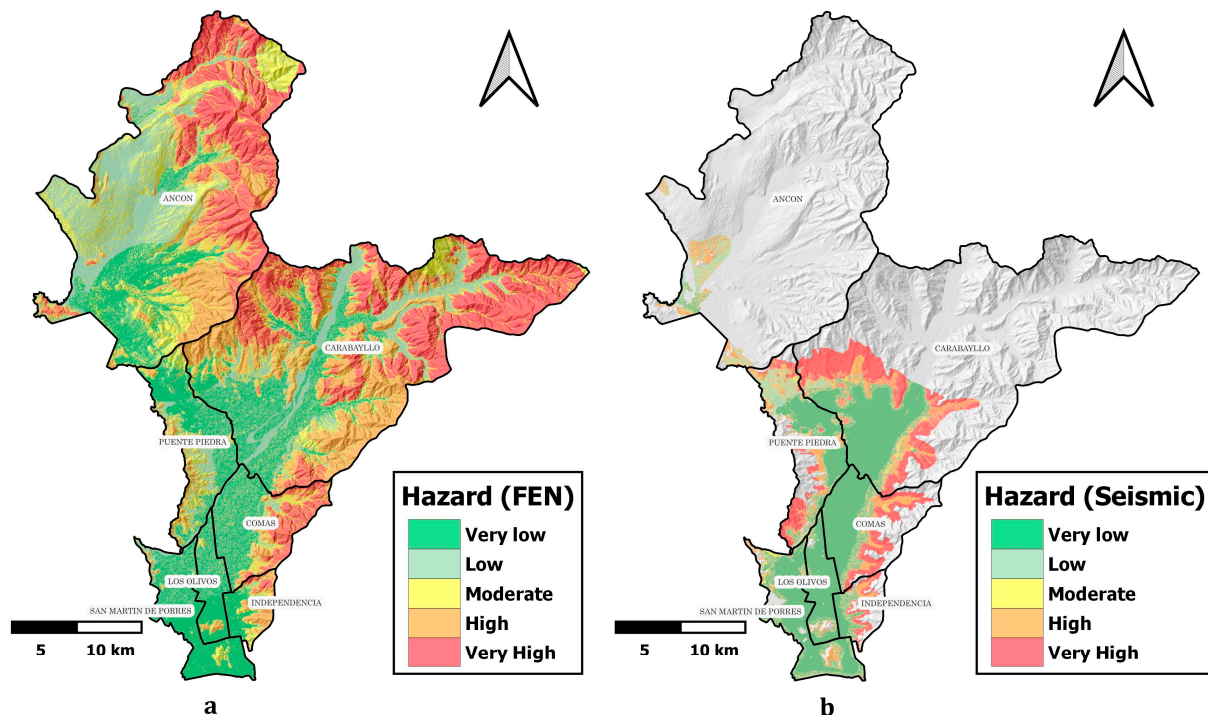 ANCON
CARABAYLLO
PUENTE PIEDRA
COMAS
LOS OLIVOS
SAN MARTIN DE PORRES
INDEPENDENCIA
5 10 km
Hazard (FEN)
Very low
Low
Moderate
High
Very High
a
ANCON
CARABAYLLO
PUENTE PIEDRA
COMAS
LOS OLIVOS
SAN MARTIN DE PORRES
INDEPENDENCIA
5 10 km
Hazard (Seismic)
Very low
Low
Moderate
High
Very High
b